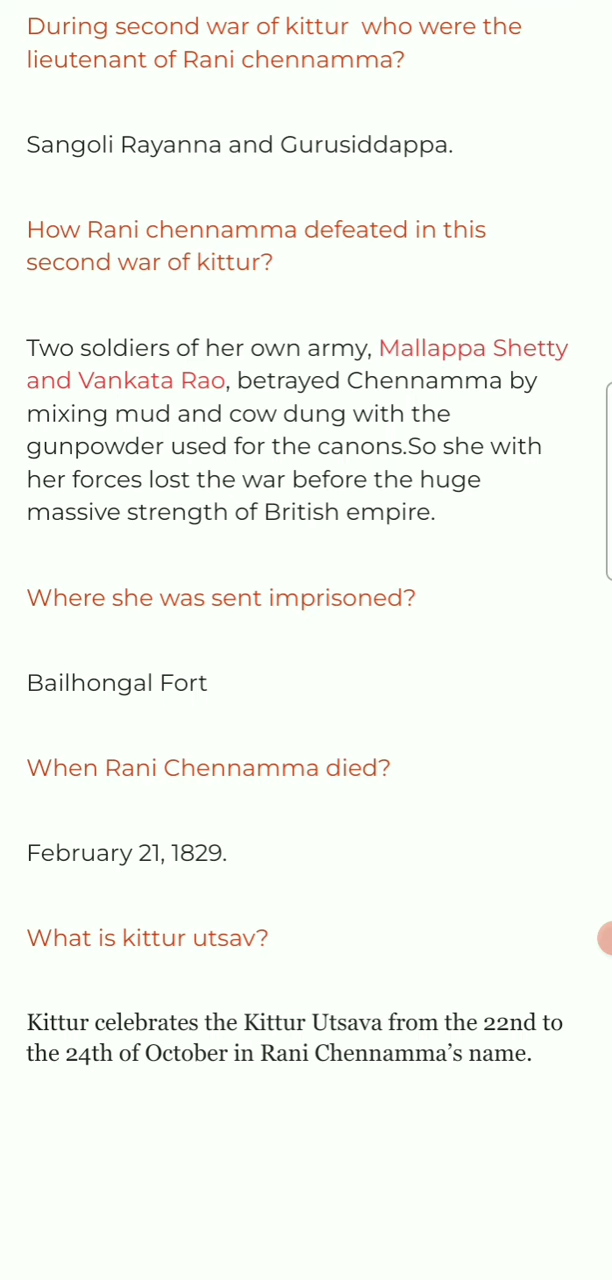 During second war of kittur  who were the
lieutenant of Rani chennamma?
Sangoli Rayanna and Gurusiddappa.
How Rani chennamma defeated in this
second war of kittur?
Two soldiers of her own army, Mallappa Shetty
and Vankata Rao, betrayed Chennamma by
mixing mud and cow dung with the
gunpowder used for the canons.So she with
her forces lost the war before the huge
massive strength of British empire.
Where she was sent imprisoned?
Bailhongal Fort
When Rani Chennamma died?
February 21, 1829.
What is kittur utsav?
Kittur celebrates the Kittur Utsava from the 22nd to
the 24th of October in Rani Chennamma’s name.